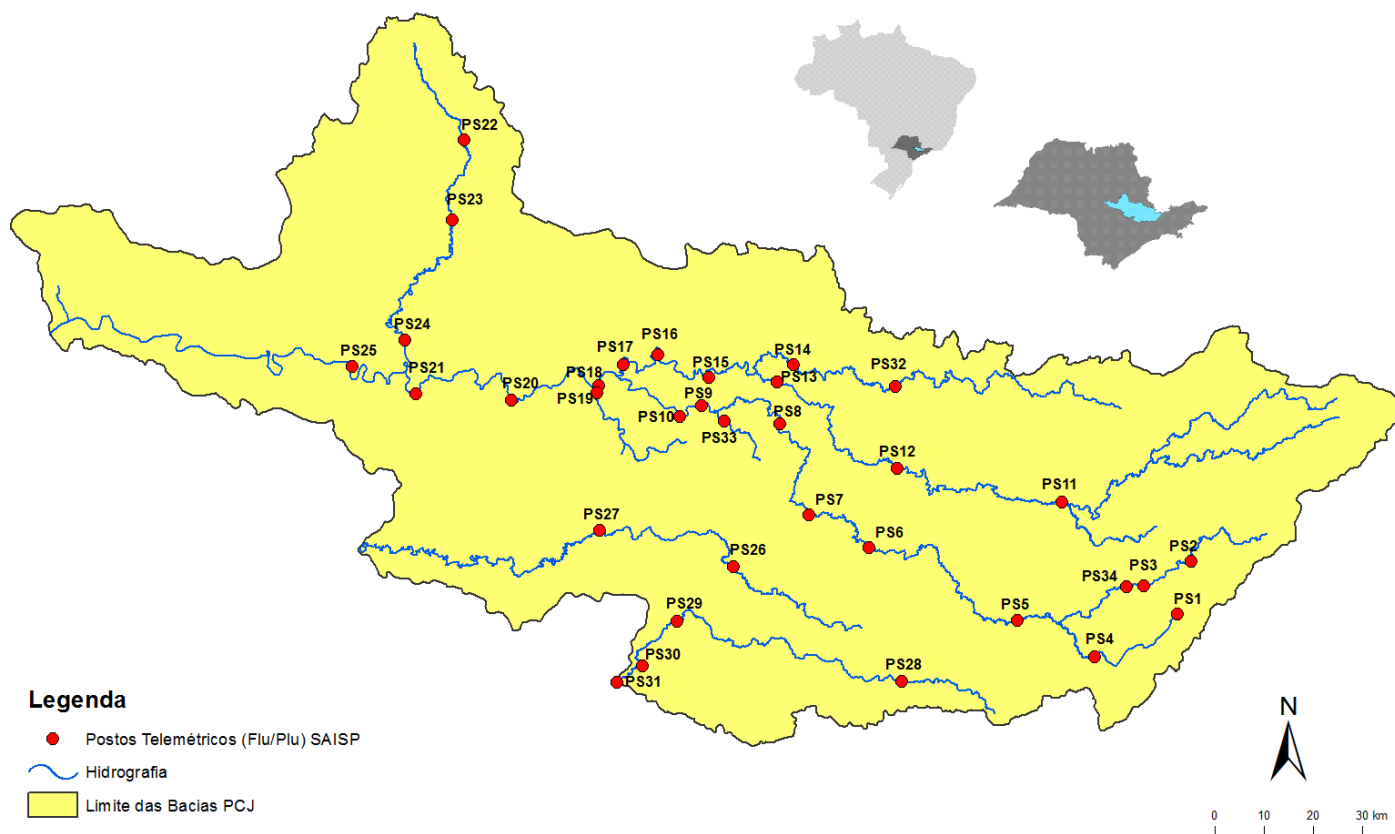 PS22
PS23
PS24
PS25
PS21
PS20
PS17
PS16
PS18
PS19
PS15
PS14
PS13
PS32
PS9
PS10
PS33
PS8
PS12
PS11
PS7
PS6
PS27
PS26
PS2
PS34
PS3
PS1
PS5
PS4
PS29
PS30
PS31
PS28
Legenda
Postos Telemétricos (Flu/Plu) SAISP
Hidrografia
Limite das Bacias PCJ
N
0 10 20 30 km